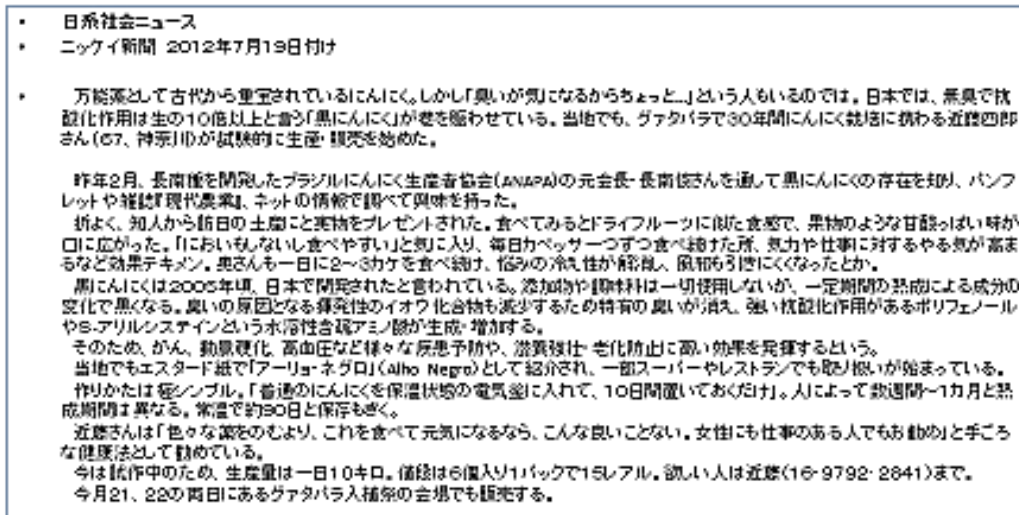 ・ 日系社会ニュース
・ ニッケイ新聞 2012年7月19日付け
・ 万能薬として古代から重宝されているにんにく。しかし「臭いが気になるからちょっと…」という人もいるのでは。日本では、無臭で抗
酸化作用は生の10倍以上と言う「黒にんにく」が巷を賑わせている。当地でも、グァタパラで30年間にんにく栽培に携わる近藤四郎
さん(67、神奈川)が試験的に生産・販売を始めた。
昨年2月、長南種を開発したブラジルにんにく生産者協会(ANAPA)の元会長・長南俊さんを通して黒にんにくの存在を知り、パンフ
レットや雑誌『現代農業』、ネットの情報で調べて興味を持った。
折よく、知人から訪日の土産にと実物をプレゼントされた。食べてみるとドライフルーツに似た食感で、果物のような甘酸っぱい味が
口に広がった。「においもしないし食べやすい」と気に入り、毎日カベッサ一つずつ食べ続けた所、気力や仕事に対するやる気が高ま
るなど効果テキメン。奥さんも一日に2~3カケを食べ続け、悩みの冷え性が解消し、風邪も引きにくくなったとか。
黒にんにくは2005年頃、日本で開発されたと言われている。添加物や調味料は一切使用しないが、一定期間の熟成による成分の
変化で黒くなる。臭いの原因となる揮発性のイオウ化合物も減少するため特有の臭いが消え、強い抗酸化作用があるポリフェノール
やS-アリルシステインという水溶性含硫アミノ酸が生成・増加する。
そのため、がん、動脈硬化、高血圧など様々な疾患予防や、滋養強壮・老化防止に高い効果を発揮するという。
当地でもエスタード紙で「アーリョ・ネグロ」(Alho Negro)として紹介され、一部スーパーやレストランでも取り扱いが始まっている。
作りかたは極シンプル。「普通のにんにくを保温状態の電気釜に入れて、10日間置いておくだけ」。人によって数週間~1カ月と熟
成期間は異なる。常温で約90日と保存もきく。
近藤さんは「色々な薬をのむより、これを食べて元気になるなら、こんな良いことない。女性にも仕事のある人でもお勧め」と手ごろ
な健康法として勧めている。
今は試作中のため、生産量は一日10キロ。値段は6個入り1パックで15レアル。欲しい人は近藤(16・9792・2841)まで。
今月21、22の両日にあるグァタパラ入植祭の会場でも販売する。